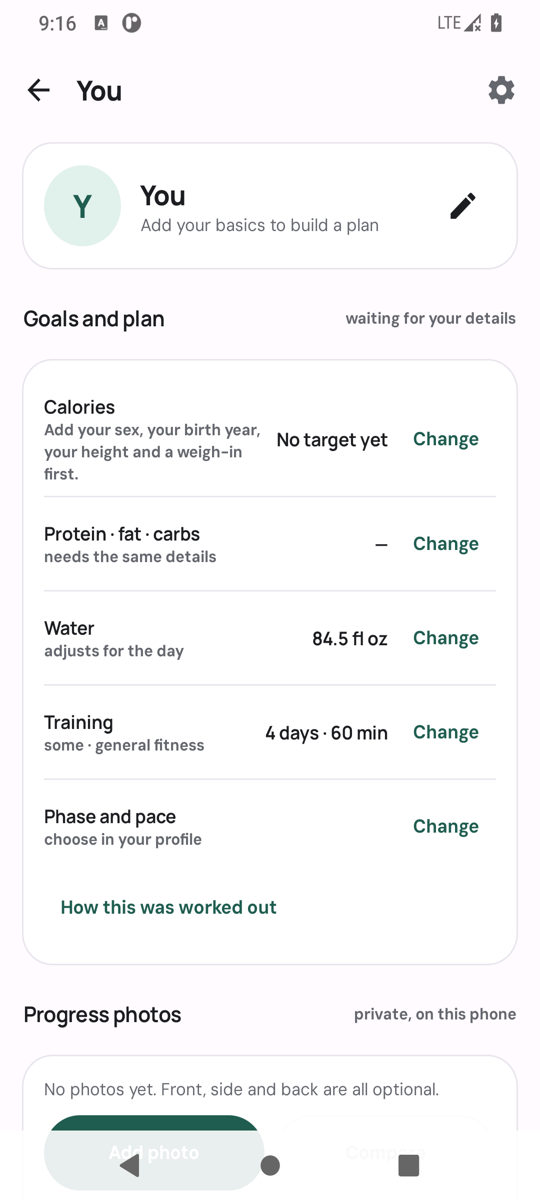 9:16
A
LTE
You
Y
You
Add your basics to build a plan
Goals and plan
waiting for your details
Calories
Add your sex, your birth year,
your height and a weigh-in
first.
No target yet
Change
Protein · fat · carbs
needs the same details
–
Change
Water
adjusts for the day
84.5 fl oz
Change
Training
some · general fitness
4 days · 60 min
Change
Phase and pace
choose in your profile
Change
How this was worked out
Progress photos
private, on this phone
No photos yet. Front, side and back are all optional.
Add photo
Compare